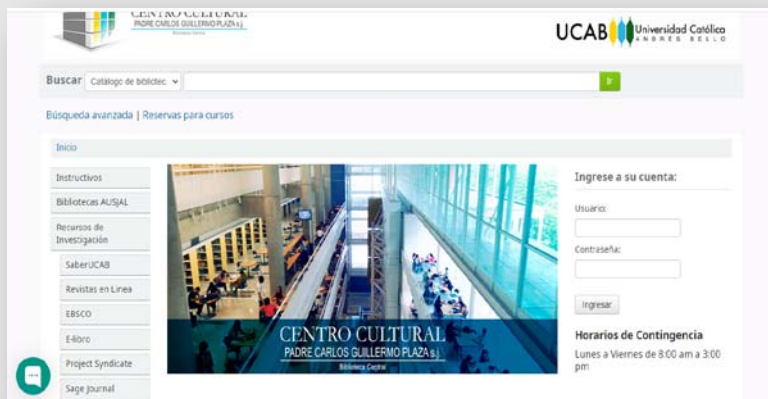 CENTRO CULTURAL
PADRE CARLOS GUILLERMO PLAZA s.j
Biblioteca Central
UCAB Universidad Católica
ANDRÉS BELLO
Buscar Catálogo de bibliotec Ir
Búsqueda avanzada | Reservas para cursos
Inicio
Instructivos
Bibliotecas AUSJAL
Recursos de
Investigación
SaberUCAB
Revistas en Linea
EBSCO
E-libro
Project Syndicate
Sage Journal
CENTRO CULTURAL
PADRE CARLOS GUILLERMO PLAZA s.j
Biblioteca Central
Ingrese a su cuenta:
Usuario:
Contraseña:
Ingresar
Horarios de Contingencia
Lunes a Viernes de 8:00 am a 3:00
pm